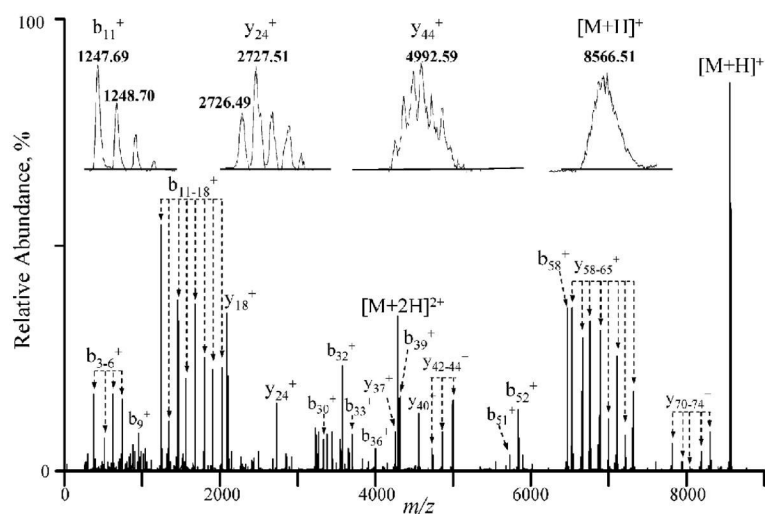 b11+ y24+ y44+ [M+H]+
1247.69 2727.51 4992.59 8566.51
[M+H]+
1248.70 2726.49
b11-18+
b58+ y58-65+
y18+ [M+2H]2+
b32+ b39+
b3-6+ y37+ y42-44+
y24+ b52+
b9+ b30+ b33+ y40+ b51+ y70-74+
b36+
100
0
Relative Abundance, %
0 2000 4000 6000 8000
m/z